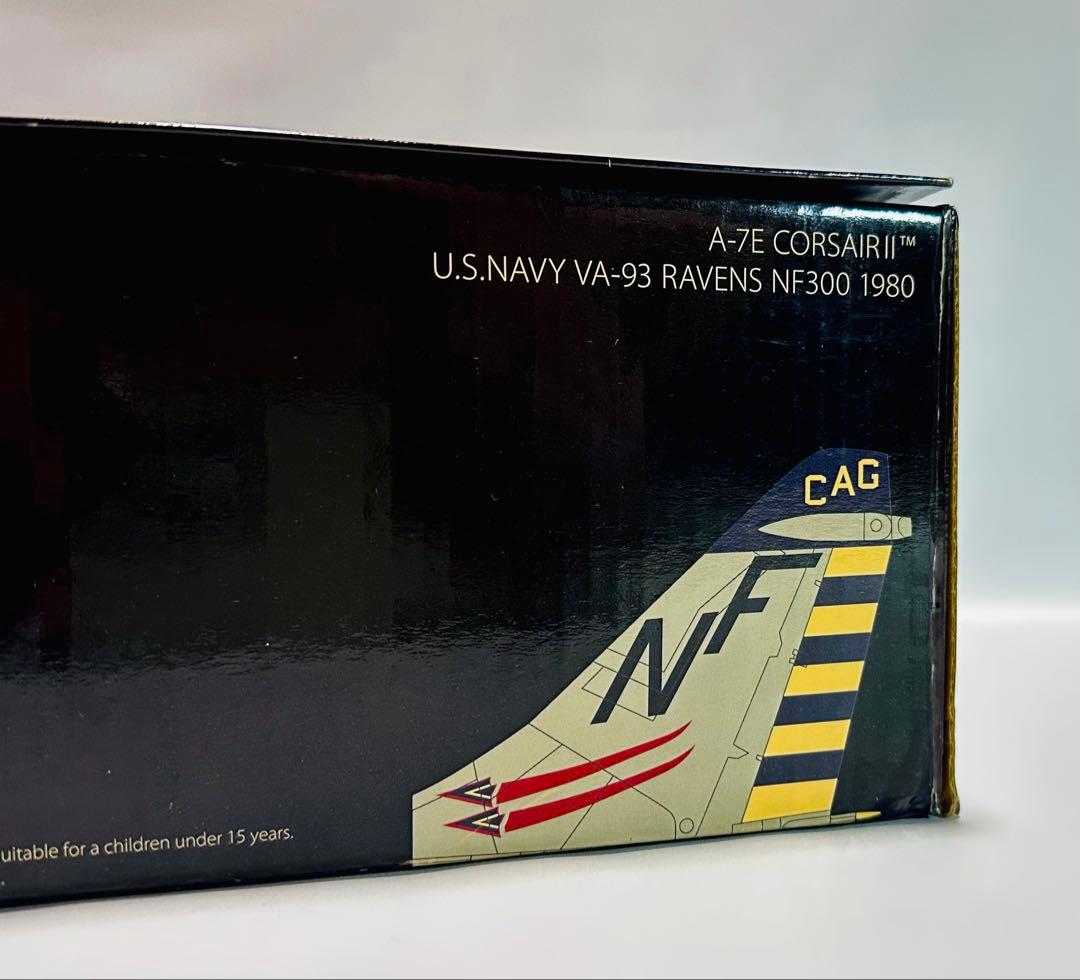 A-7E CORSAIR II™
U.S.NAVY VA-93 RAVENS NF300 1980
CAG
NF
uitable for a children under 15 years.